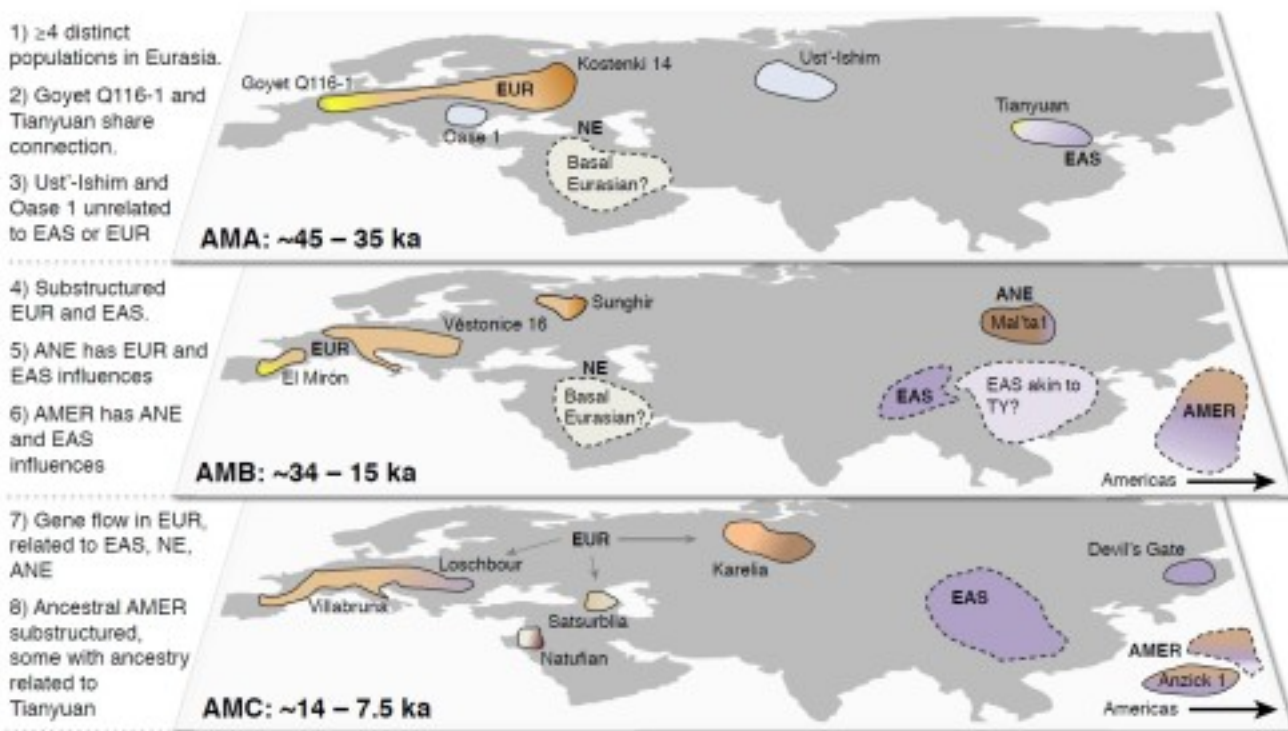 1) ≥4 distinct
populations in Eurasia.
2) Goyet Q116-1 and
Tianyuan share
connection.
3) Ust'-Ishim and
Oase 1 unrelated
to EAS or EUR
Goyet Q116-1
EUR
Kostenki 14
Oase 1
NE
Basal
Eurasian?
Ust'-Ishim
Tianyuan
EAS
AMA: ~45 – 35 ka
4) Substructured
EUR and EAS.
5) ANE has EUR and
EAS influences
6) AMER has ANE
and EAS
influences
Sunghir
Věstonice 16
EUR
El Mirón
NE
Basal
Eurasian?
ANE
Mal'ta1
EAS
EAS akin to
TY?
AMER
Americas
AMB: ~34 – 15 ka
7) Gene flow in EUR,
related to EAS, NE,
ANE
8) Ancestral AMER
substructured,
some with ancestry
related to
Tianyuan
EUR
Loschbour
Villabruna
Karelia
Satsurblia
Natufian
Devil's Gate
EAS
AMER
Anzick 1
Americas
AMC: ~14 – 7.5 ka